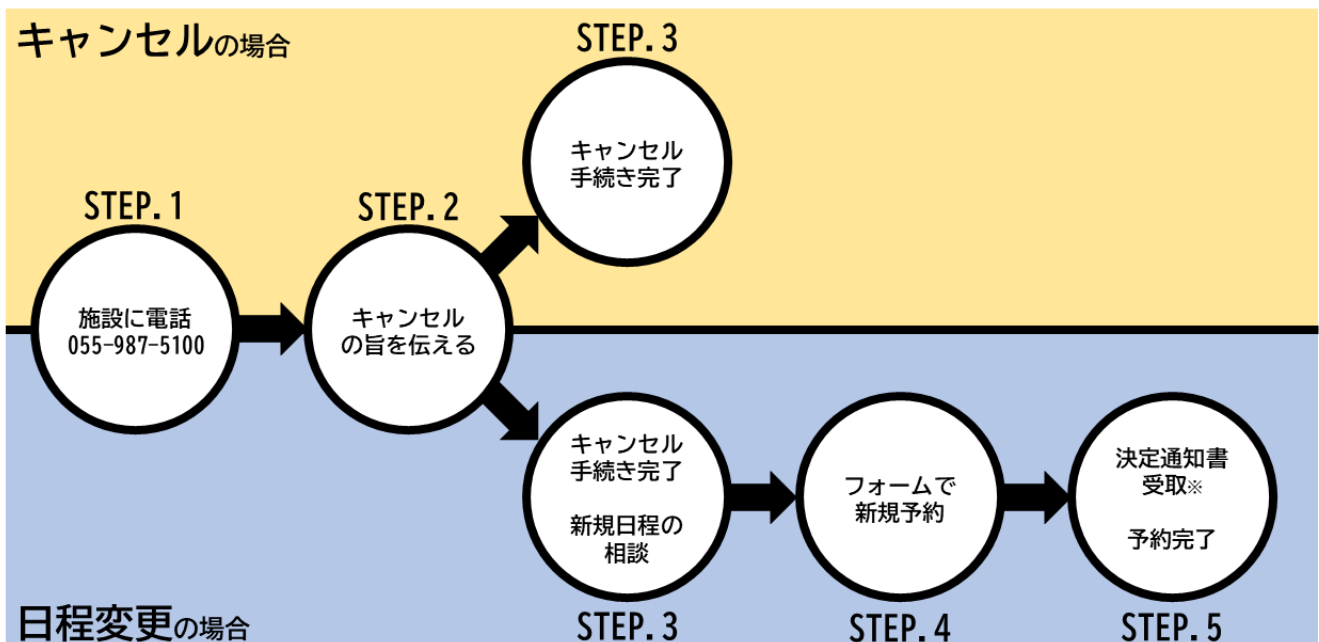 キャンセルの場合
STEP.1
施設に電話
055-987-5100
STEP.2
キャンセル
の旨を伝える
STEP.3
キャンセル
手続き完了
日程変更の場合
キャンセル
手続き完了
新規日程の
相談
STEP.3
フォームで
新規予約
STEP.4
決定通知書
受取※
予約完了
STEP.5